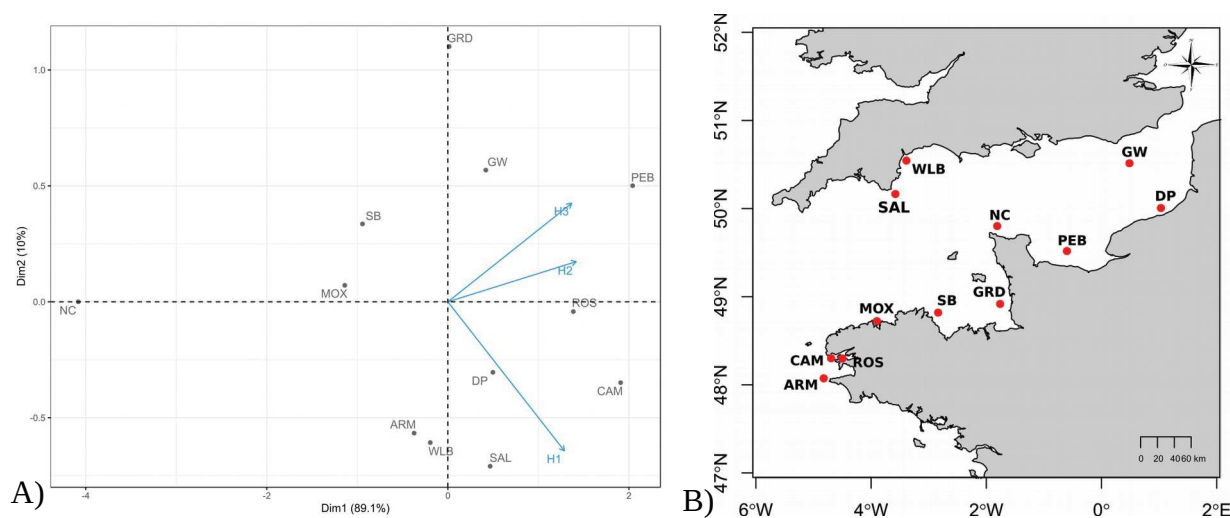 GRD
1.0
GW
PEB
0.5
H3
SB
H2
MOX
0.0
NC
ROS
DP
CAM
-0.5
ARM
WLB
SAL
H1
Dim2 (10%)
-4
-2
0
2
Dim1 (89.1%)
A)
52°N
51°N
50°N
49°N
48°N
47°N
GW
WLB
DP
SAL
NC
PEB
GRD
SB
MOX
CAM
ROS
ARM
0 20 40 60 km
6°W
4°W
2°W
0°
2°E
B)